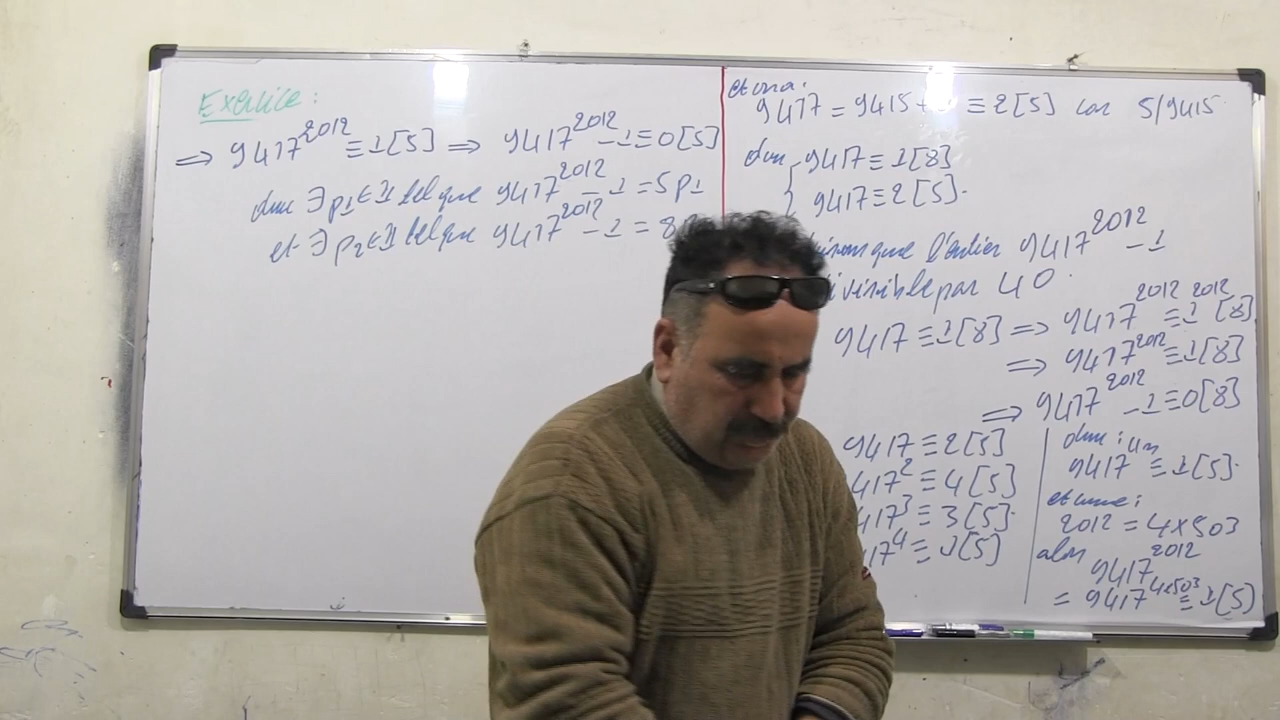 Exercice :
⟹ 9417^2012 ≡ 1[5] ⟹ 9417^2012 - 1 ≡ 0[5]
donc ∃ p1 ∈ ℤ tel que 9417^2012 - 1 = 5p1
et ∃ p2 ∈ ℤ tel que 9417^2012 - 1 = 8
et on a :
9417 = 9415 + ≡ 2[5] car 5/9415
donc { 9417 ≡ 1[8]
9417 ≡ 2[5].
que l'entier 9417^2012 - 1
par 40.
9417 ≡ 1[8] ⟹ 9417^2012 ≡ 1^2012 [8]
⟹ 9417^2012 ≡ 1[8]
⟹ 9417^2012 - 1 ≡ 0[8]
9417 ≡ 2[5]
417^2 ≡ 4[5]
417^3 ≡ 3[5].
17^4 ≡ 1[5]
donc :
9417^4n ≡ 1[5].
et comme :
2012 = 4×503
alors
9417^2012
= 9417^4×503 ≡ 1[5]